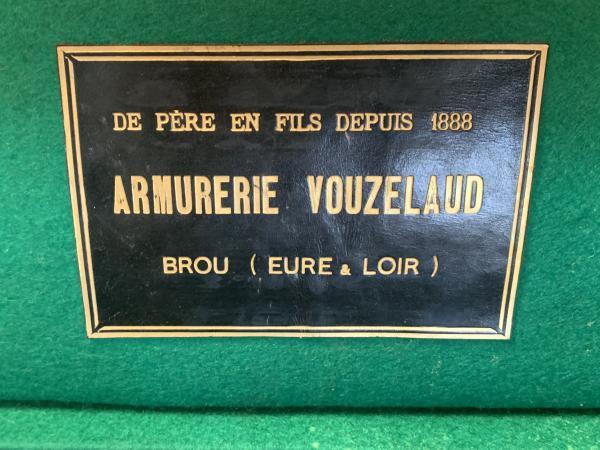 DE PÈRE EN FILS DEPUIS 1888
ARMURERIE VOUZELAUD
BROU ( EURE & LOIR )